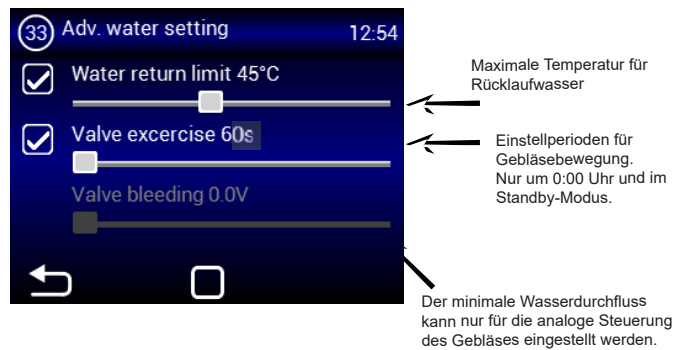 33 Adv. water setting 12:54
Water return limit 45°C
Valve excercise 60s
Valve bleeding 0.0V
Maximale Temperatur für
Rücklaufwasser
Einstellperioden für
Gebläsebewegung.
Nur um 0:00 Uhr und im
Standby-Modus.
Der minimale Wasserdurchfluss
kann nur für die analoge Steuerung
des Gebläses eingestellt werden.